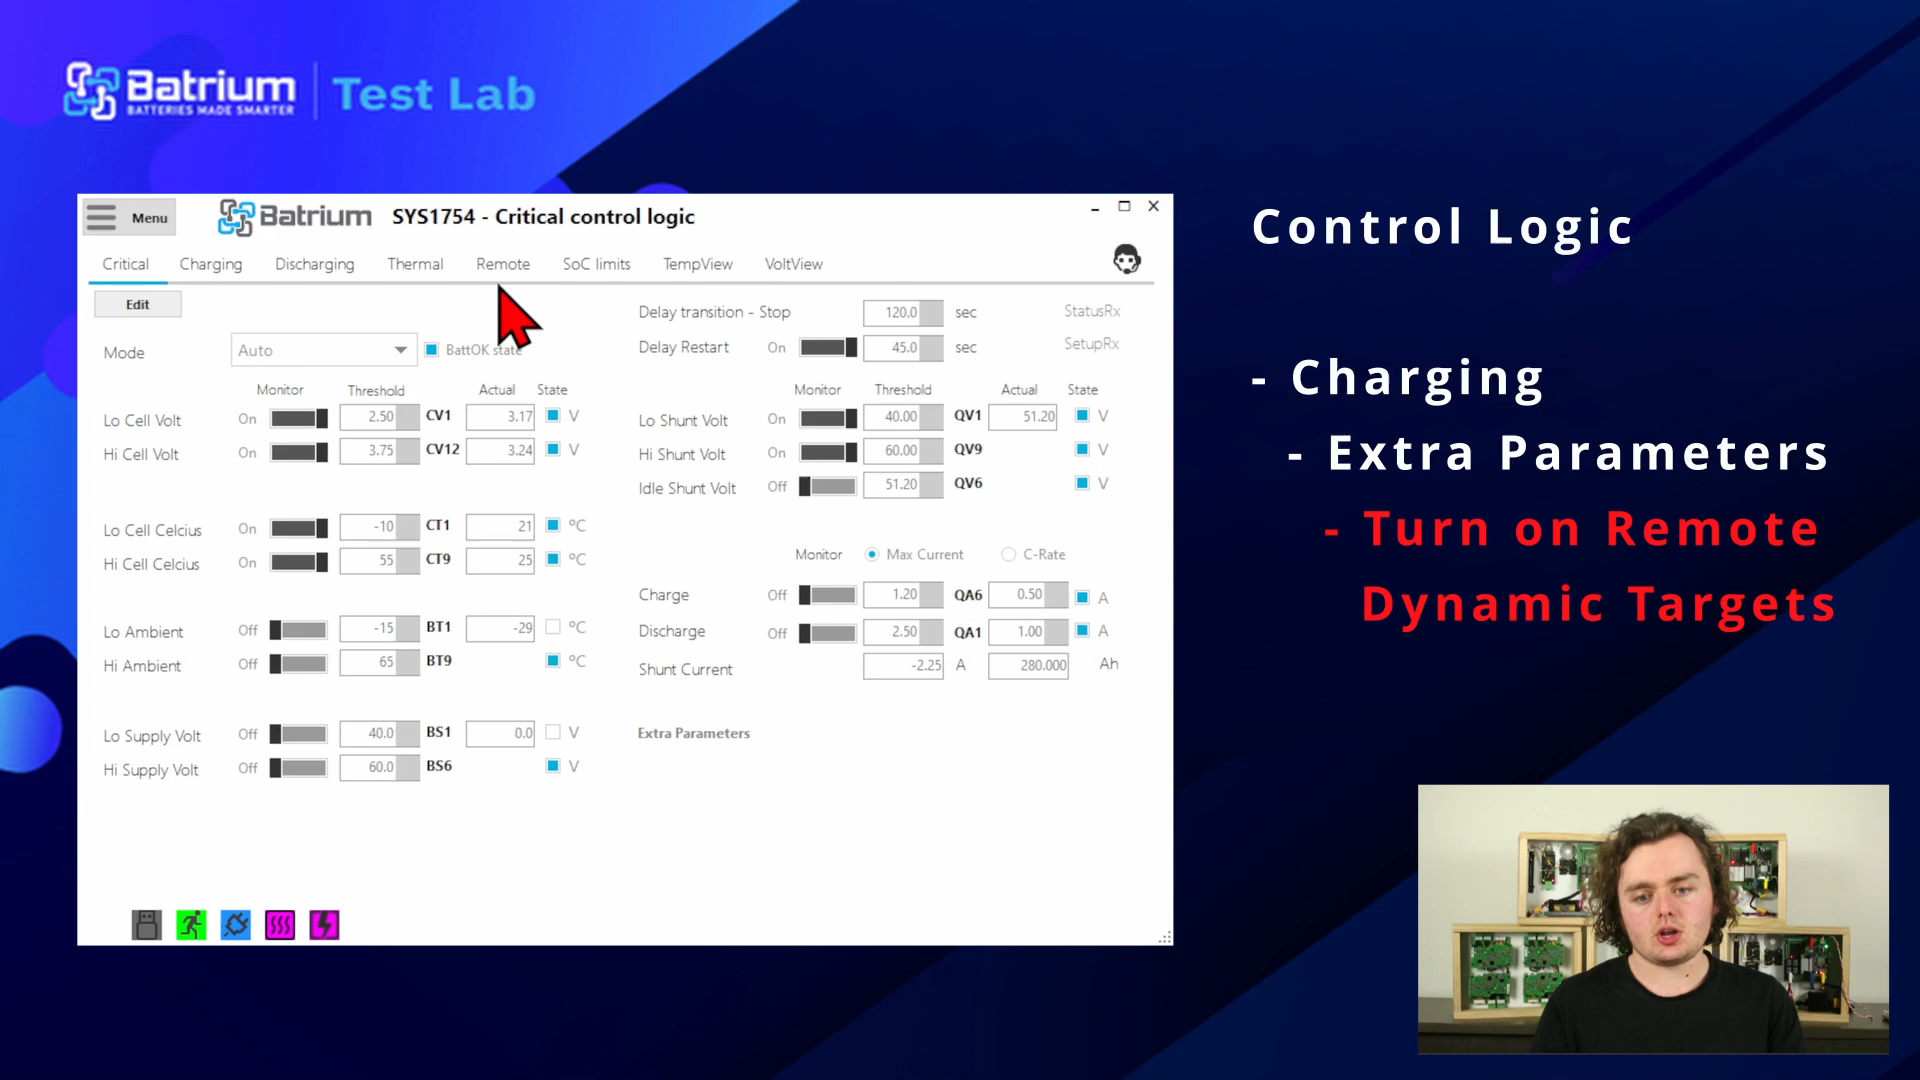 Batrium
BATTERIES MADE SMARTER
Test Lab
Menu
Batrium
SYS1754 - Critical control logic
Critical Charging Discharging Thermal Remote SoC limits TempView VoltView
Edit
Mode Auto BattOK state
Monitor Threshold Actual State
Lo Cell Volt On 2.50 CV1 3.17 V
Hi Cell Volt On 3.75 CV12 3.24 V
Lo Cell Celcius On -10 CT1 21 °C
Hi Cell Celcius On 55 CT9 25 °C
Lo Ambient Off -15 BT1 -29 °C
Hi Ambient Off 65 BT9 °C
Lo Supply Volt Off 40.0 BS1 0.0 V
Hi Supply Volt Off 60.0 BS6 V
Delay transition - Stop 120.0 sec StatusRx
Delay Restart On 45.0 sec SetupRx
Monitor Threshold Actual State
Lo Shunt Volt On 40.00 QV1 51.20 V
Hi Shunt Volt On 60.00 QV9 V
Idle Shunt Volt Off 51.20 QV6 V
Monitor Max Current C-Rate
Charge Off 1.20 QA6 0.50 A
Discharge Off 2.50 QA1 1.00 A
Shunt Current -2.25 A 280.000 Ah
Extra Parameters
Control Logic
- Charging
- Extra Parameters
- Turn on Remote
Dynamic Targets